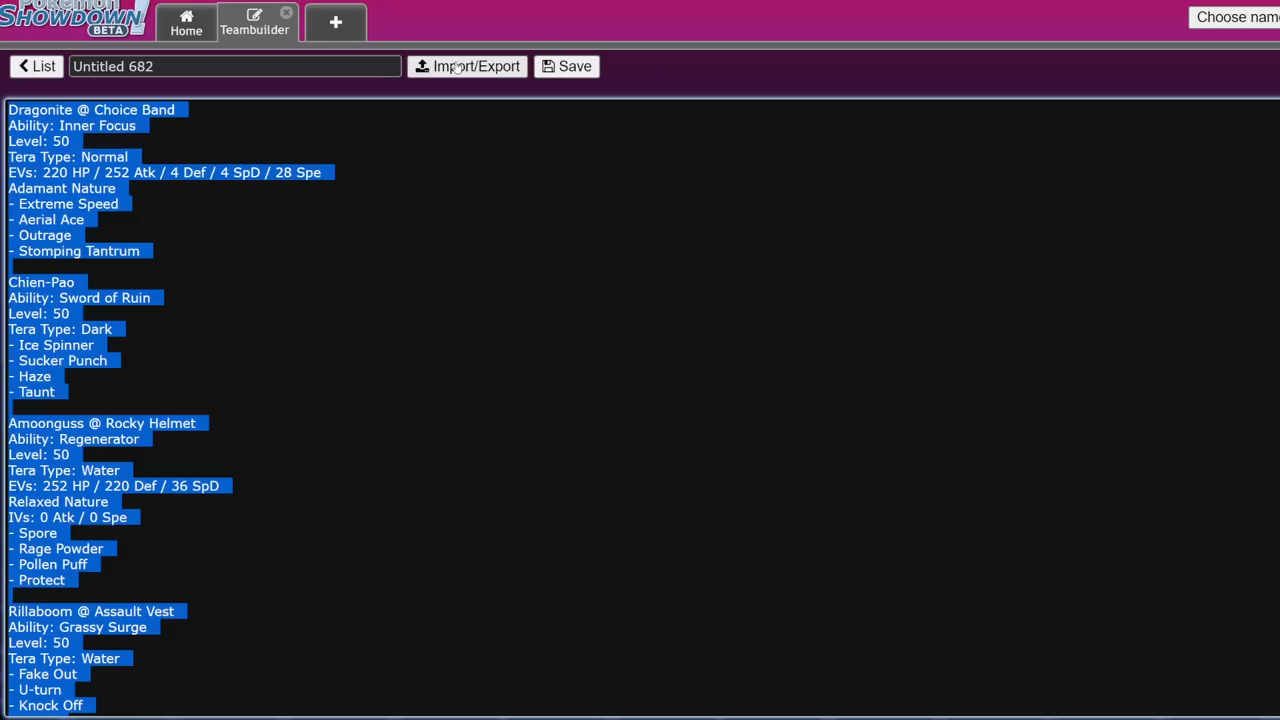 Pokémon
SHOWDOWN!
BETA
Home
Teambuilder
+
Choose name
List
Untitled 682
Import/Export
Save
Dragonite @ Choice Band
Ability: Inner Focus
Level: 50
Tera Type: Normal
EVs: 220 HP / 252 Atk / 4 Def / 4 SpD / 28 Spe
Adamant Nature
- Extreme Speed
- Aerial Ace
- Outrage
- Stomping Tantrum
Chien-Pao
Ability: Sword of Ruin
Level: 50
Tera Type: Dark
- Ice Spinner
- Sucker Punch
- Haze
- Taunt
Amoonguss @ Rocky Helmet
Ability: Regenerator
Level: 50
Tera Type: Water
EVs: 252 HP / 220 Def / 36 SpD
Relaxed Nature
IVs: 0 Atk / 0 Spe
- Spore
- Rage Powder
- Pollen Puff
- Protect
Rillaboom @ Assault Vest
Ability: Grassy Surge
Level: 50
Tera Type: Water
- Fake Out
- U-turn
- Knock Off